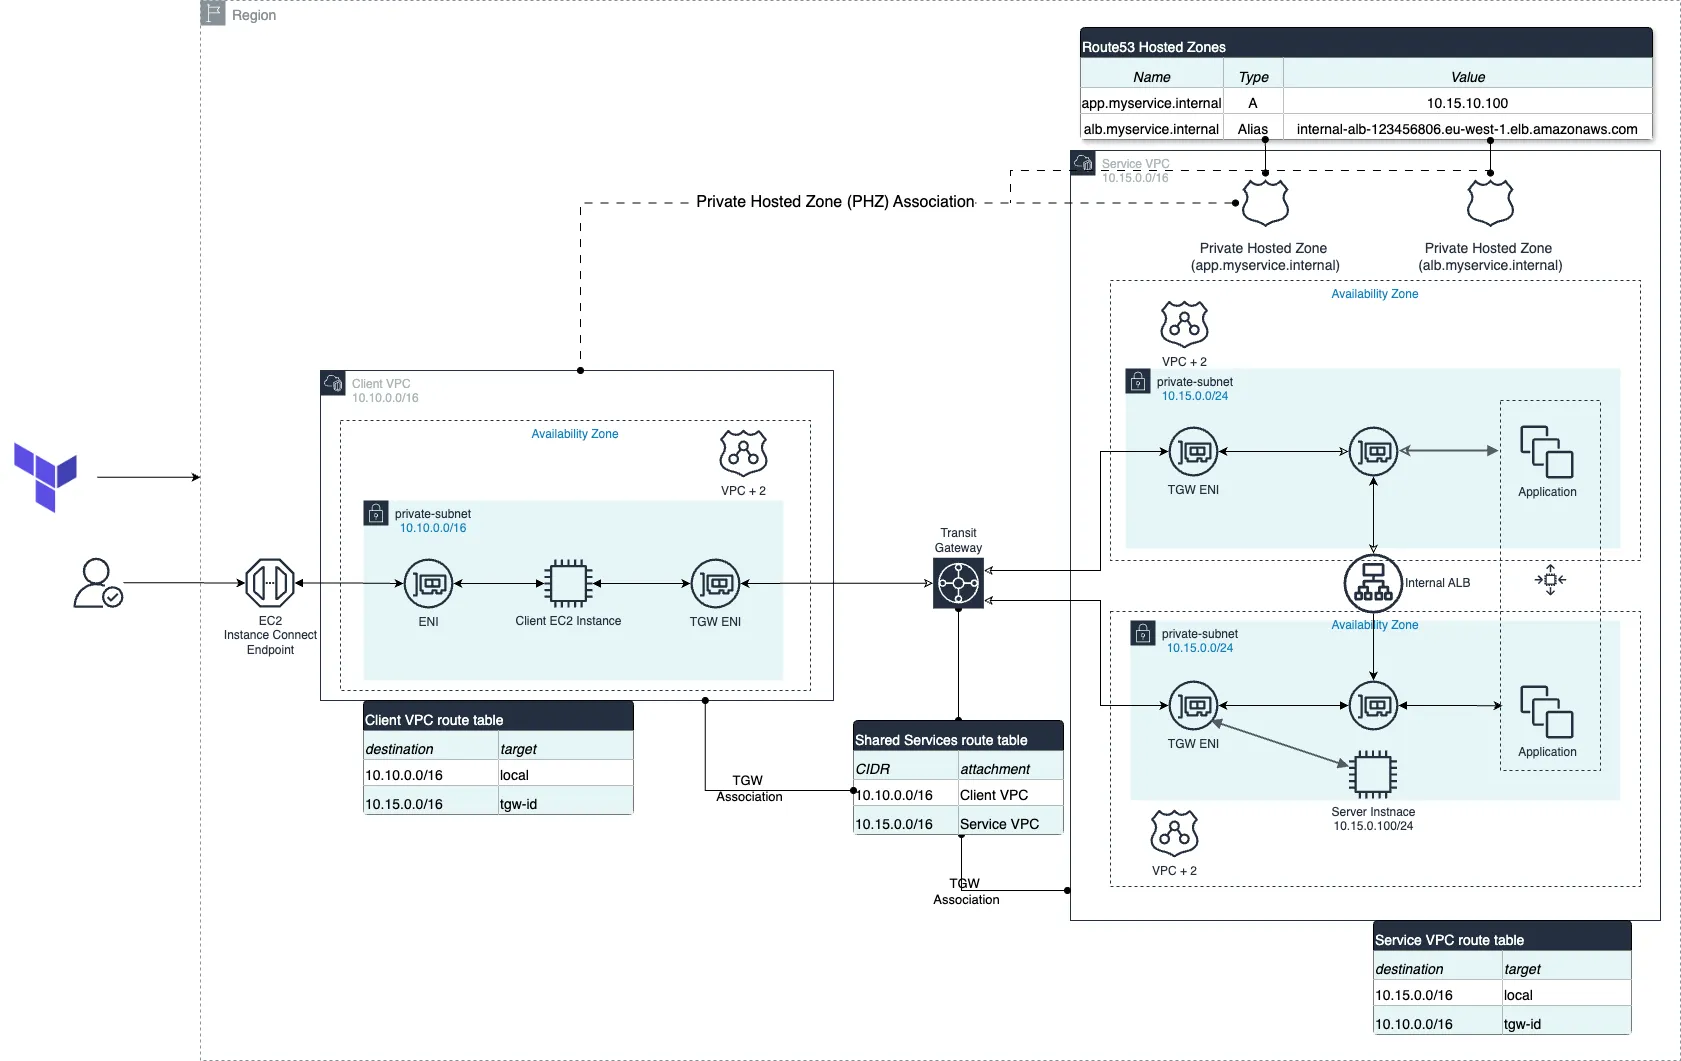 Region
Route53 Hosted Zones
Name Type Value
app.myservice.internal A 10.15.10.100
alb.myservice.internal Alias internal-alb-123456806.eu-west-1.elb.amazonaws.com
Service VPC
10.15.0.0/16
Private Hosted Zone (PHZ) Association
Private Hosted Zone
(app.myservice.internal)
Private Hosted Zone
(alb.myservice.internal)
Availability Zone
VPC + 2
private-subnet
10.15.0.0/24
TGW ENI
Application
Client VPC
10.10.0.0/16
Availability Zone
VPC + 2
private-subnet
10.10.0.0/16
ENI
Client EC2 Instance
TGW ENI
EC2
Instance Connect
Endpoint
Transit
Gateway
Internal ALB
Availability Zone
private-subnet
10.15.0.0/24
TGW ENI
Application
Server Instnace
10.15.0.100/24
VPC + 2
Client VPC route table
destination target
10.10.0.0/16 local
10.15.0.0/16 tgw-id
TGW
Association
Shared Services route table
CIDR attachment
10.10.0.0/16 Client VPC
10.15.0.0/16 Service VPC
TGW
Association
Service VPC route table
destination target
10.15.0.0/16 local
10.10.0.0/16 tgw-id